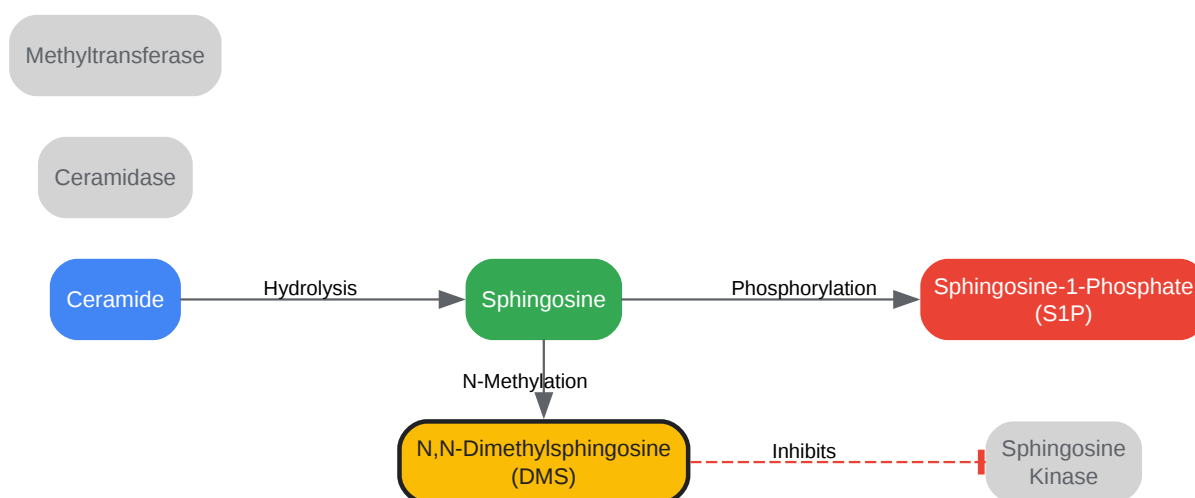 Methyltransferase
Ceramidase
Ceramide
Hydrolysis
Sphingosine
Phosphorylation
Sphingosine-1-Phosphate
(S1P)
N-Methylation
N,N-Dimethylsphingosine
(DMS)
Inhibits
Sphingosine
Kinase